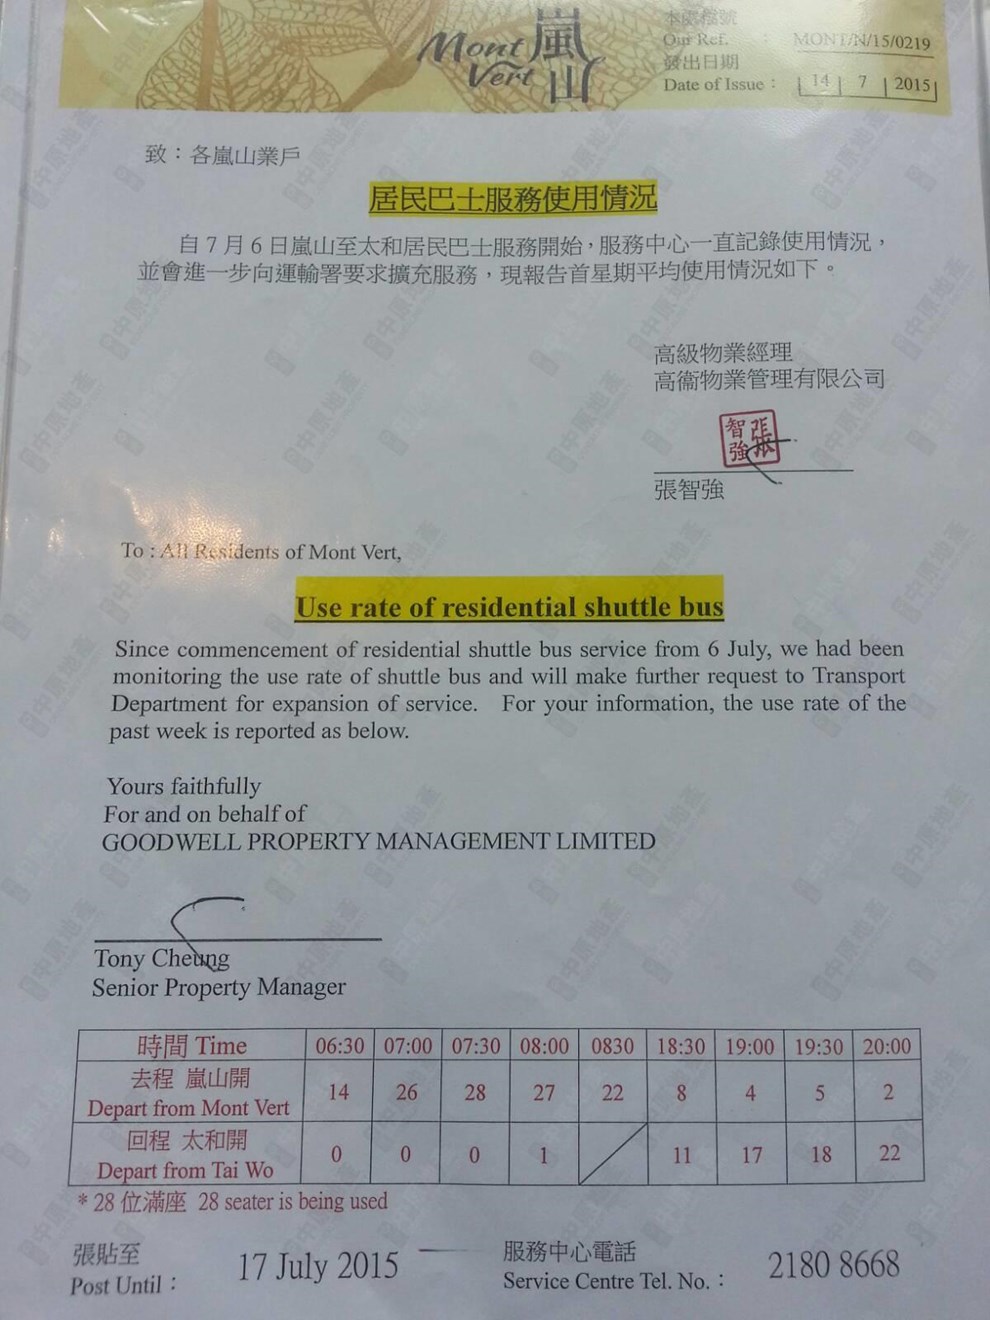 Mont Vert 嵐山
本處檔號
Our Ref. : MONT/N/15/0219
發出日期
Date of Issue : 14 | 7 | 2015
致：各嵐山業戶
居民巴士服務使用情況
自 7 月 6 日嵐山至太和居民巴士服務開始，服務中心一直記錄使用情況，
並會進一步向運輸署要求擴充服務，現報告首星期平均使用情況如下。
高級物業經理
高衞物業管理有限公司
張智強
張智強
To : All Residents of Mont Vert,
Use rate of residential shuttle bus
Since commencement of residential shuttle bus service from 6 July, we had been
monitoring the use rate of shuttle bus and will make further request to Transport
Department for expansion of service. For your information, the use rate of the
past week is reported as below.
Yours faithfully
For and on behalf of
GOODWELL PROPERTY MANAGEMENT LIMITED
Tony Cheung
Senior Property Manager
時間 Time 06:30 07:00 07:30 08:00 0830 18:30 19:00 19:30 20:00
去程 嵐山開
Depart from Mont Vert 14 26 28 27 22 8 4 5 2
回程 太和開
Depart from Tai Wo 0 0 0 1 11 17 18 22
* 28 位滿座 28 seater is being used
張貼至
Post Until : 17 July 2015
服務中心電話
Service Centre Tel. No. : 2180 8668
中原地產